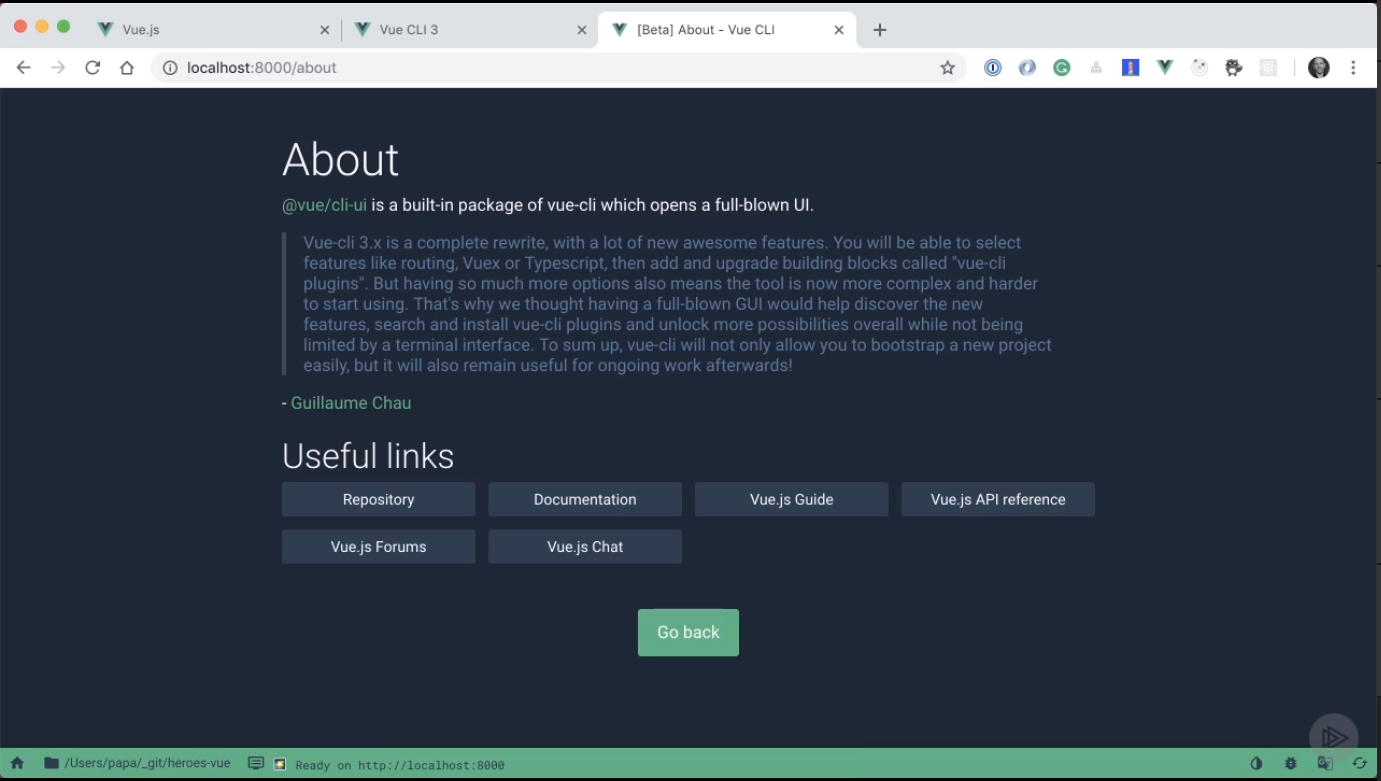 Vue.js
Vue CLI 3
[Beta] About - Vue CLI
localhost:8000/about
About
@vue/cli-ui is a built-in package of vue-cli which opens a full-blown UI.
Vue-cli 3.x is a complete rewrite, with a lot of new awesome features. You will be able to select
features like routing, Vuex or Typescript, then add and upgrade building blocks called "vue-cli
plugins". But having so much more options also means the tool is now more complex and harder
to start using. That's why we thought having a full-blown GUI would help discover the new
features, search and install vue-cli plugins and unlock more possibilities overall while not being
limited by a terminal interface. To sum up, vue-cli will not only allow you to bootstrap a new project
easily, but it will also remain useful for ongoing work afterwards!
- Guillaume Chau
Useful links
Repository
Documentation
Vue.js Guide
Vue.js API reference
Vue.js Forums
Vue.js Chat
Go back
/Users/papa/_git/heroes-vue
Ready on http://localhost:8000